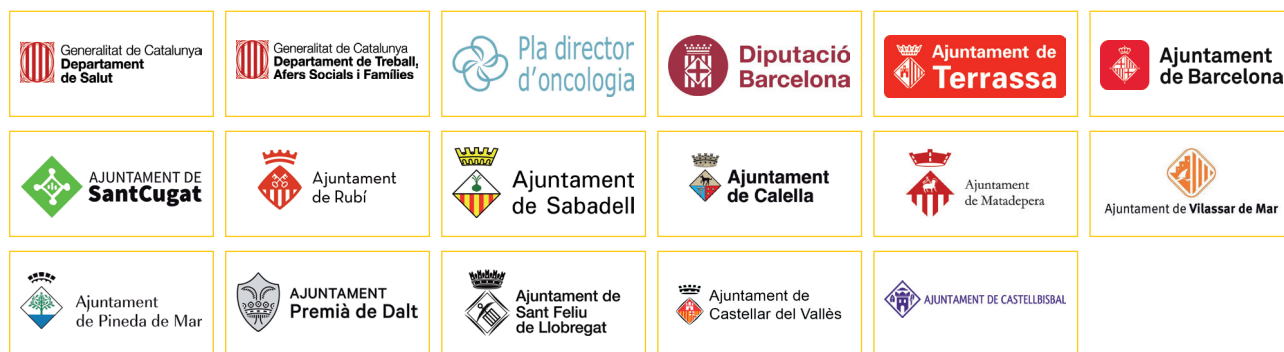 Generalitat de Catalunya
Departament
de Salut
Generalitat de Catalunya
Departament de Treball,
Afers Socials i Famílies
Pla director
d'oncologia
Diputació
Barcelona
Ajuntament de
Terrassa
Ajuntament
de Barcelona
AJUNTAMENT DE
SantCugat
Ajuntament
de Rubí
Ajuntament
de Sabadell
Ajuntament
de Calella
Ajuntament
de Matadepera
Ajuntament de Vilassar de Mar
Ajuntament
de Pineda de Mar
AJUNTAMENT
Premià de Dalt
Ajuntament de
Sant Feliu
de Llobregat
Ajuntament de
Castellar del Vallès
AJUNTAMENT DE CASTELLBISBAL